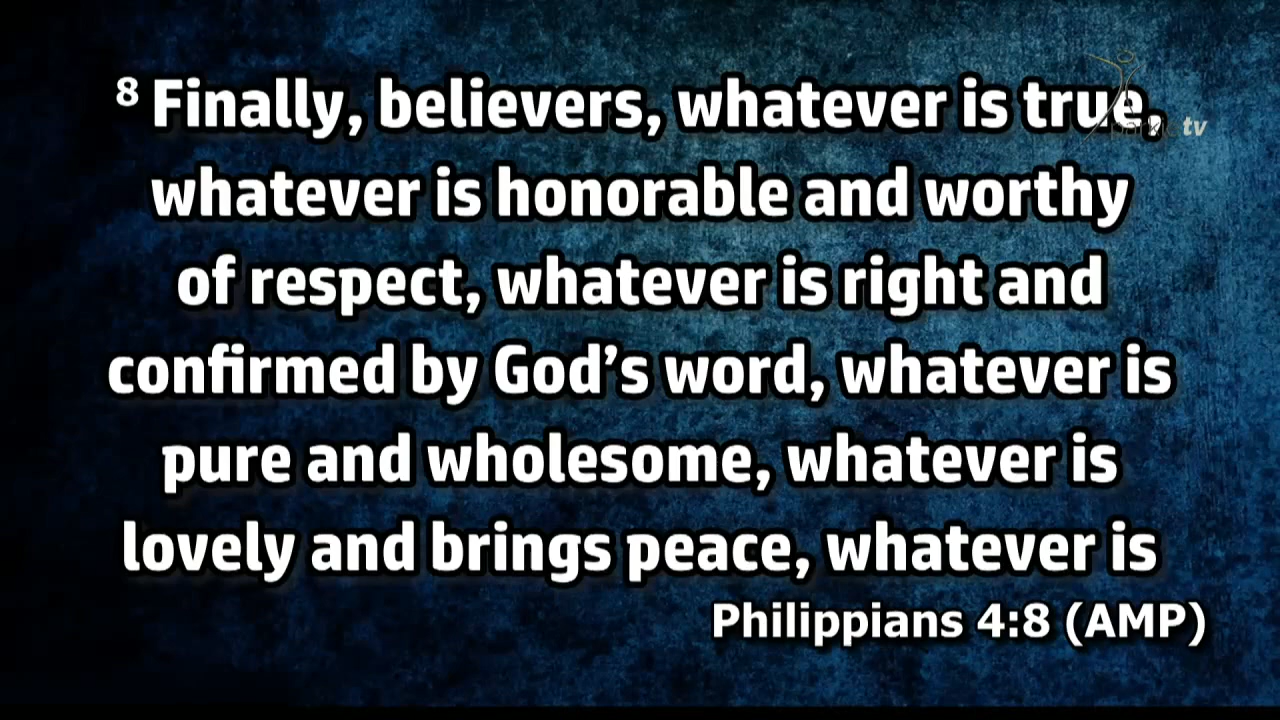 8 Finally, believers, whatever is true,
whatever is honorable and worthy
of respect, whatever is right and
confirmed by God’s word, whatever is
pure and wholesome, whatever is
lovely and brings peace, whatever is
Philippians 4:8 (AMP)
tv